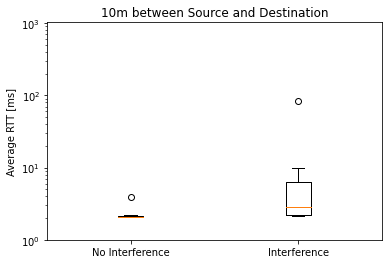 10m between Source and Destination
Average RTT [ms]
10³
10²
10¹
10⁰
No Interference
Interference